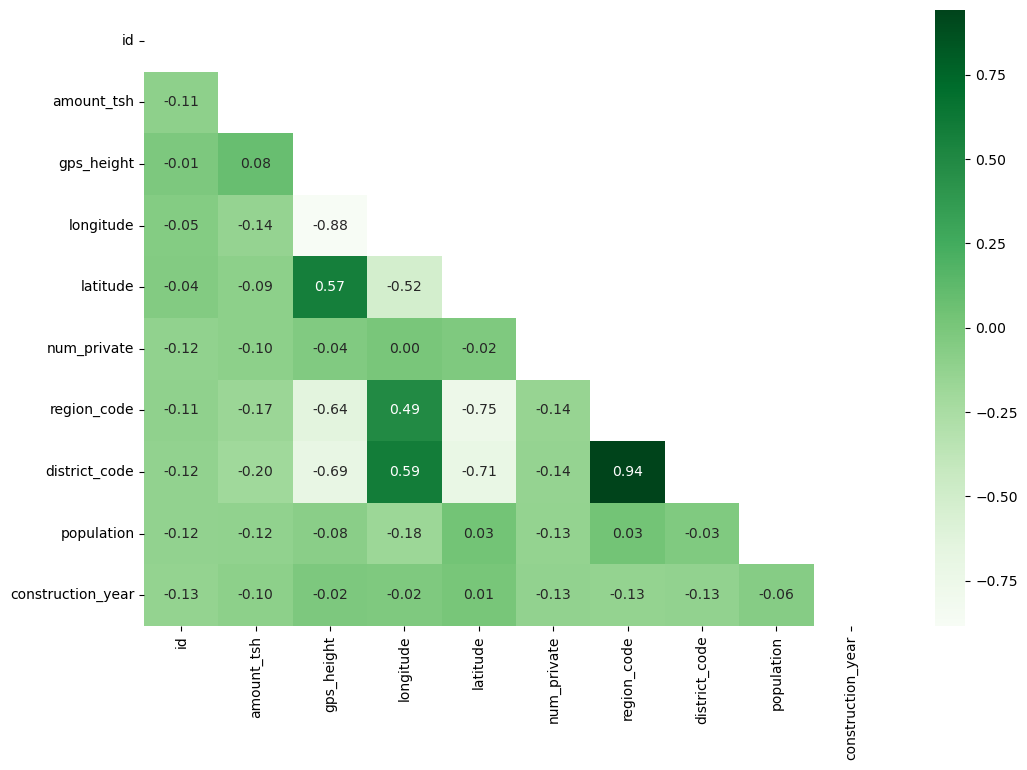 id
amount_tsh -0.11
gps_height -0.01 0.08
longitude -0.05 -0.14 -0.88
latitude -0.04 -0.09 0.57 -0.52
num_private -0.12 -0.10 -0.04 0.00 -0.02
region_code -0.11 -0.17 -0.64 0.49 -0.75 -0.14
district_code -0.12 -0.20 -0.69 0.59 -0.71 -0.14 0.94
population -0.12 -0.12 -0.08 -0.18 0.03 -0.13 0.03 -0.03
construction_year -0.13 -0.10 -0.02 -0.02 0.01 -0.13 -0.13 -0.13 -0.06
id amount_tsh gps_height longitude latitude num_private region_code district_code population construction_year
0.75
0.50
0.25
0.00
−0.25
−0.50
−0.75